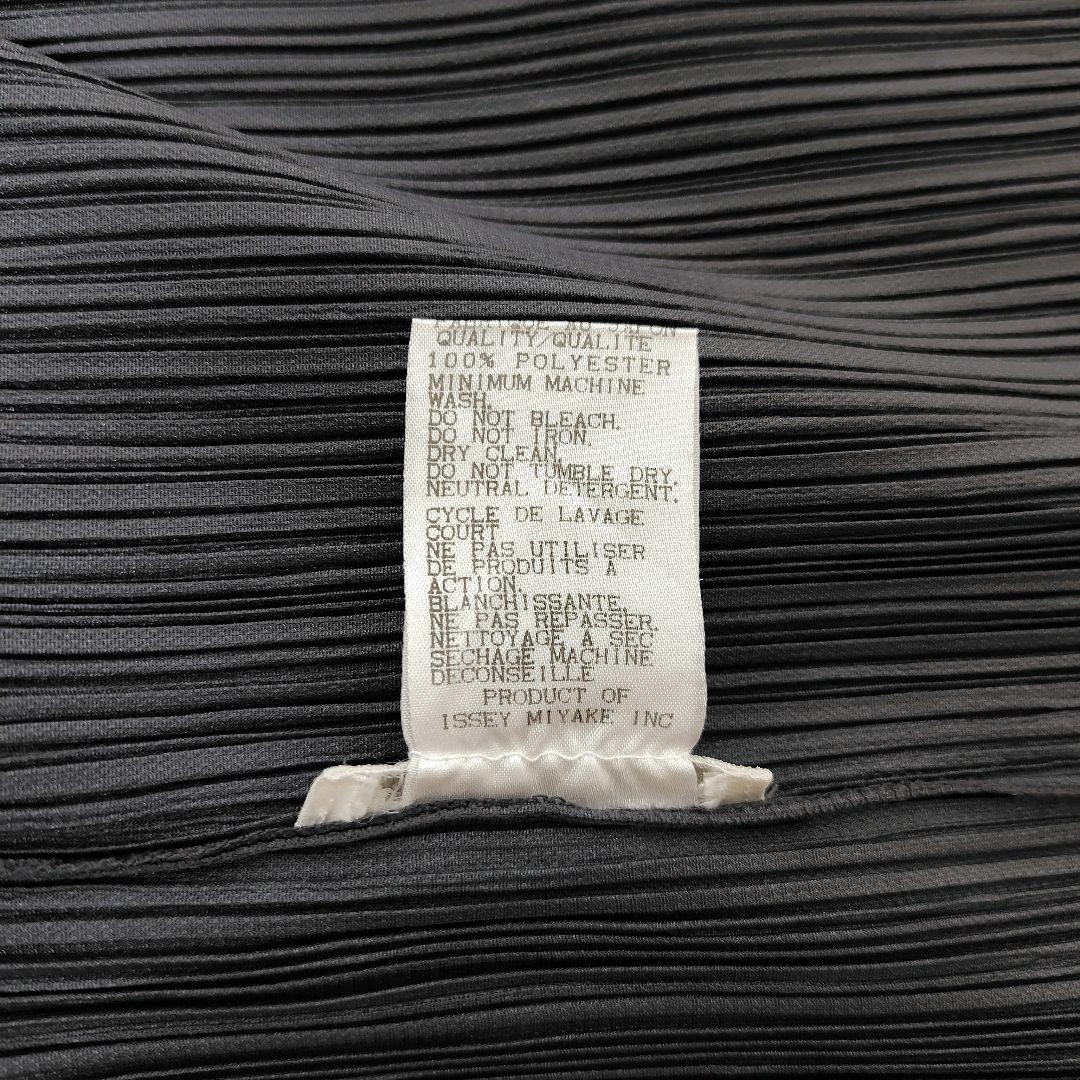 QUALITY/QUALITE
100% POLYESTER
MINIMUM MACHINE
WASH.
DO NOT BLEACH.
DO NOT IRON.
DRY CLEAN.
DO NOT TUMBLE DRY.
NEUTRAL DETERGENT.
CYCLE DE LAVAGE
COURT
NE PAS UTILISER
DE PRODUITS A
ACTION.
BLANCHISSANTE.
NE PAS REPASSER.
NETTOYAGE A SEC
SECHAGE MACHINE
DECONSEILLE
PRODUCT OF
ISSEY MIYAKE INC